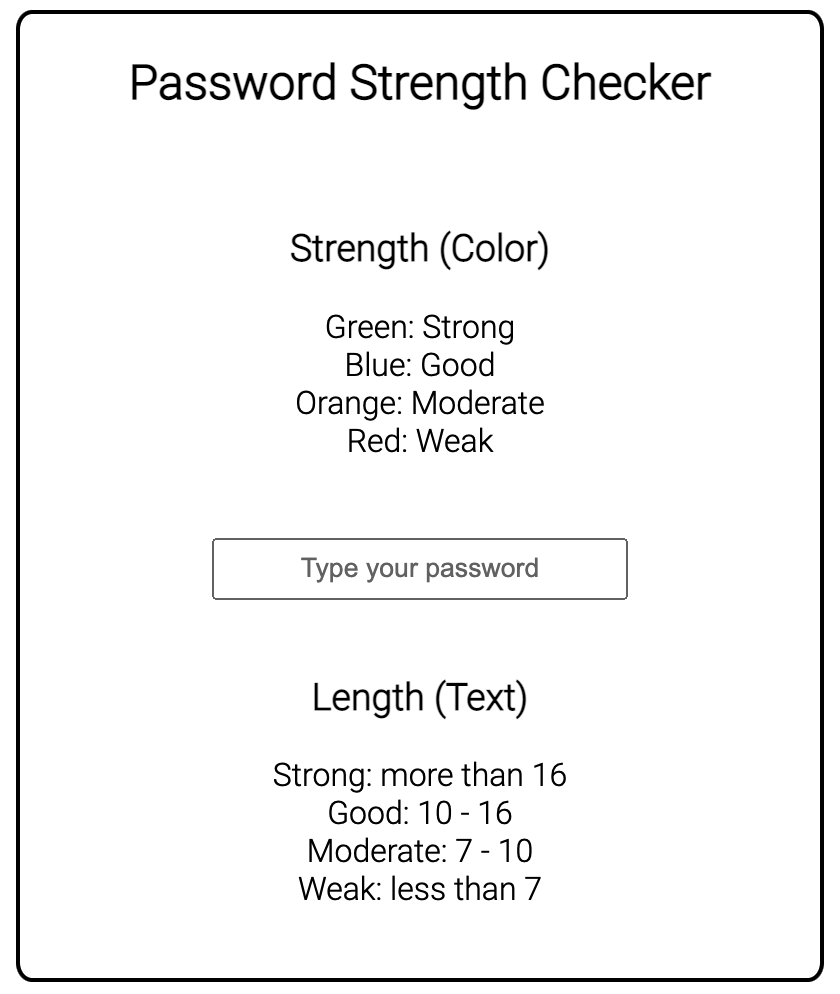 Password Strength Checker
Strength (Color)
Green: Strong
Blue: Good
Orange: Moderate
Red: Weak
Type your password
Length (Text)
Strong: more than 16
Good: 10 - 16
Moderate: 7 - 10
Weak: less than 7